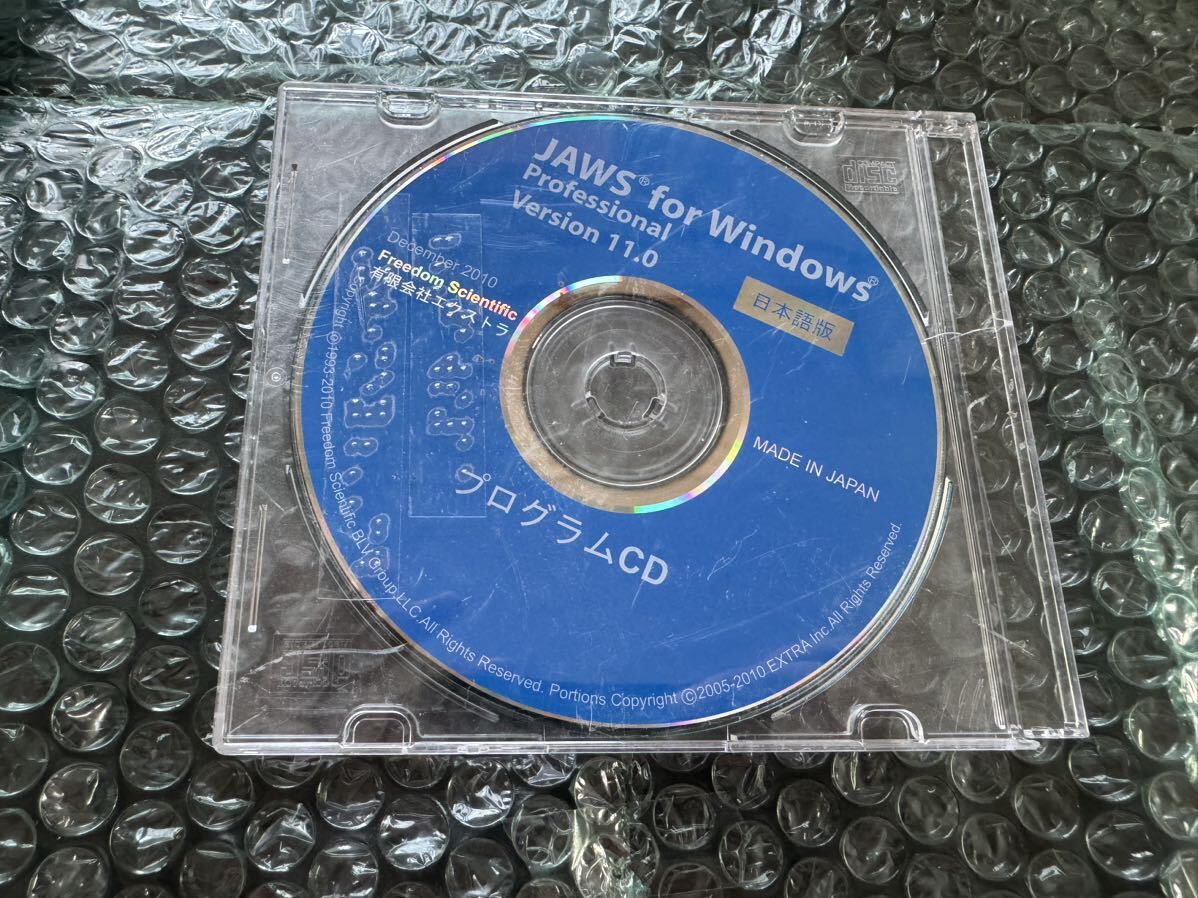 JAWS® for Windows®
Professional
Version 11.0
日本語版
December 2010
Freedom Scientific
有限会社エクストラ
MADE IN JAPAN
プログラムCD
Copyright ©1993-2010 Freedom Scientific BLV Group,LLC.All Rights Reserved. Portions Copyright ©2005-2010 EXTRA Inc.All Rights Reserved.
COMPACT
disc
Recordable